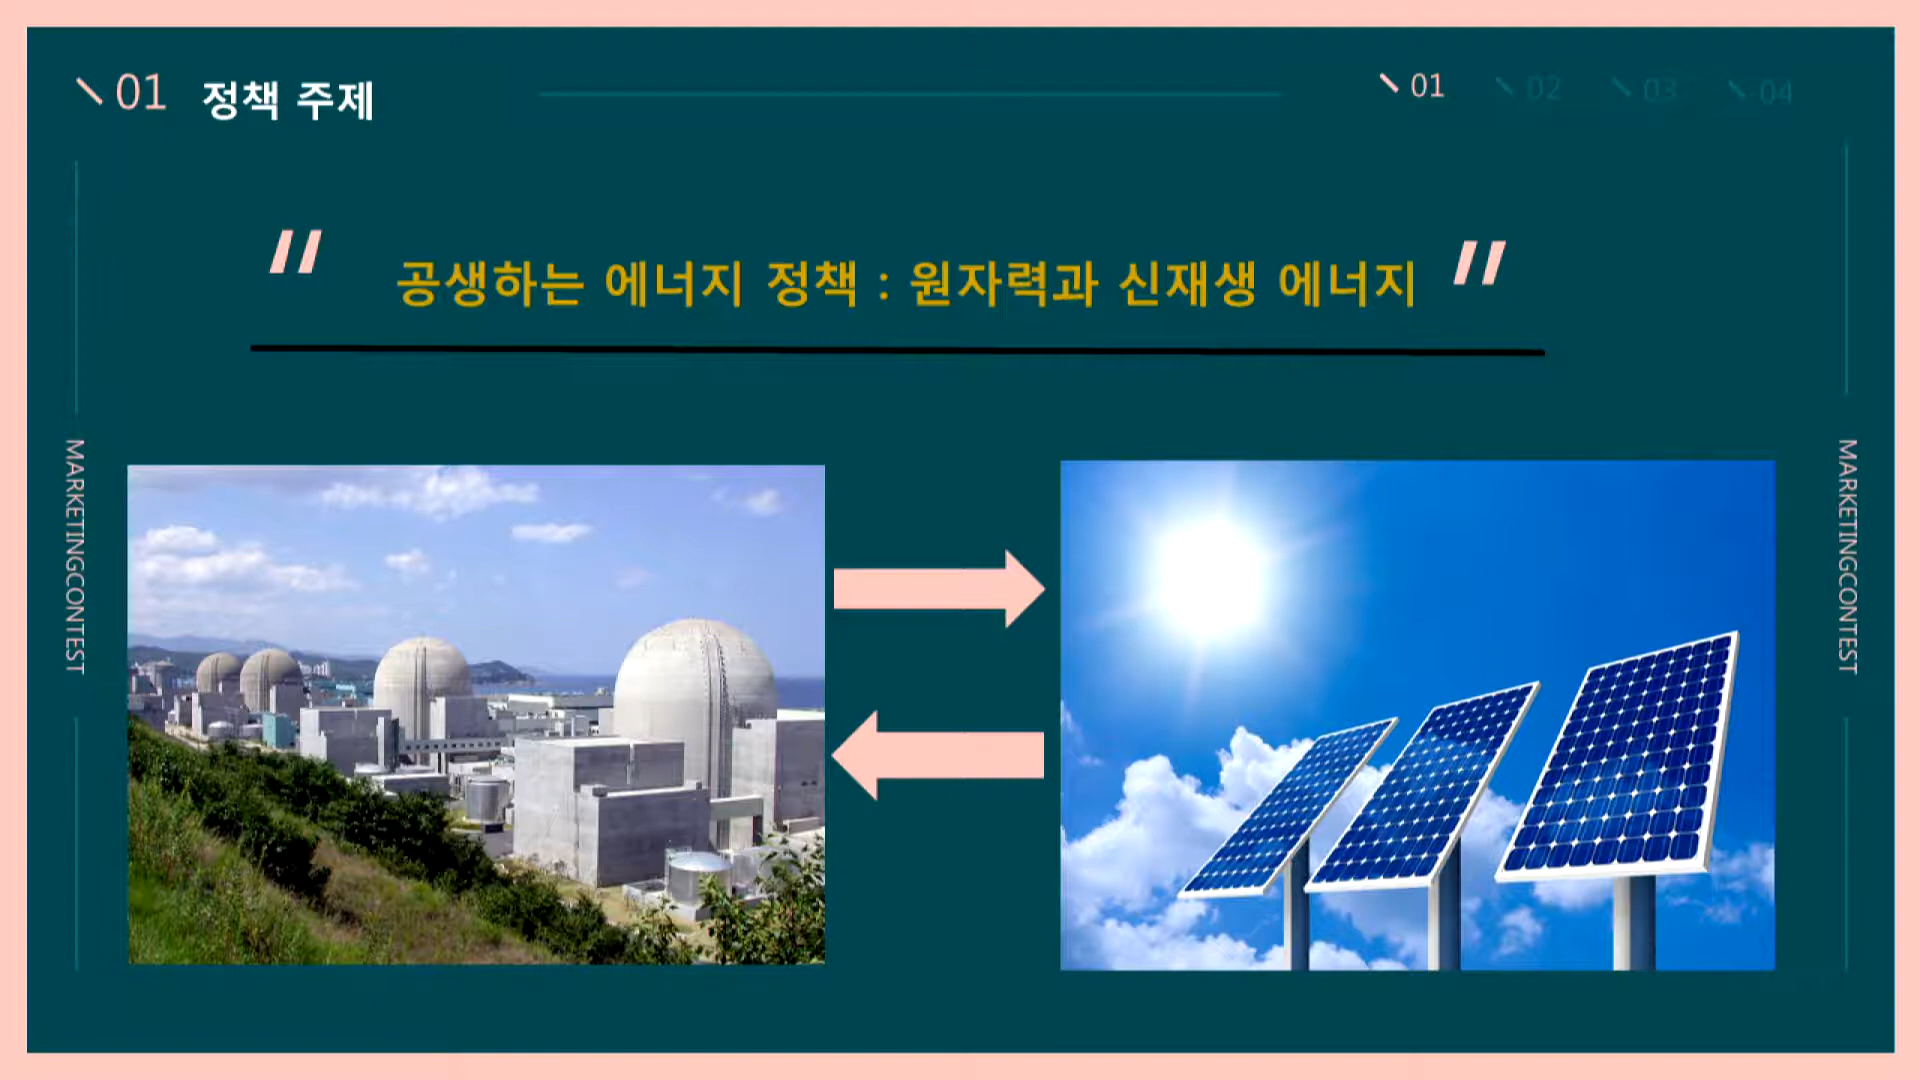 01 정책 주제
01 02 03 04
" 공생하는 에너지 정책 : 원자력과 신재생 에너지 "
MARKETINGCONTEST
MARKETINGCONTEST